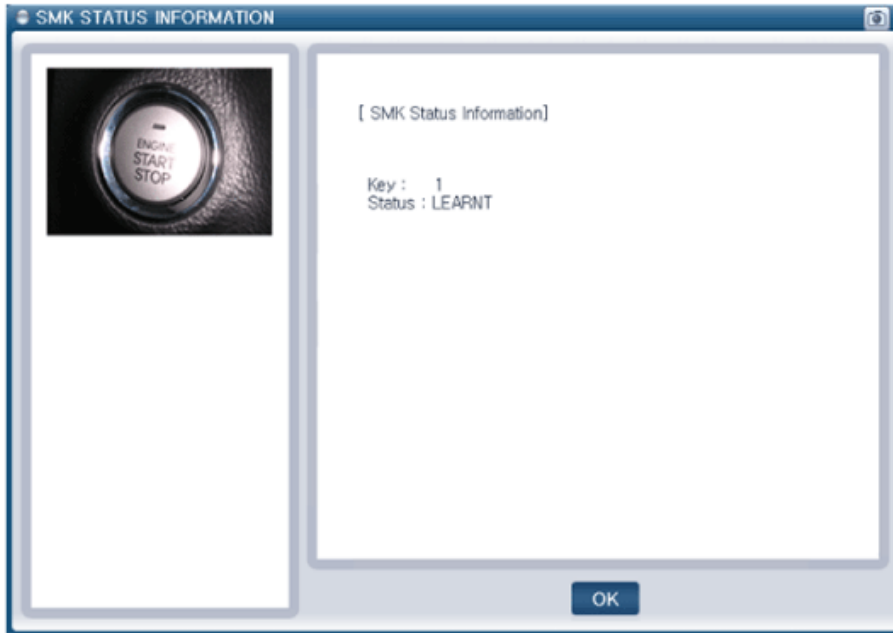 SMK STATUS INFORMATION
ENGINE
START
STOP
[ SMK Status Information]
Key : 1
Status : LEARNT
OK